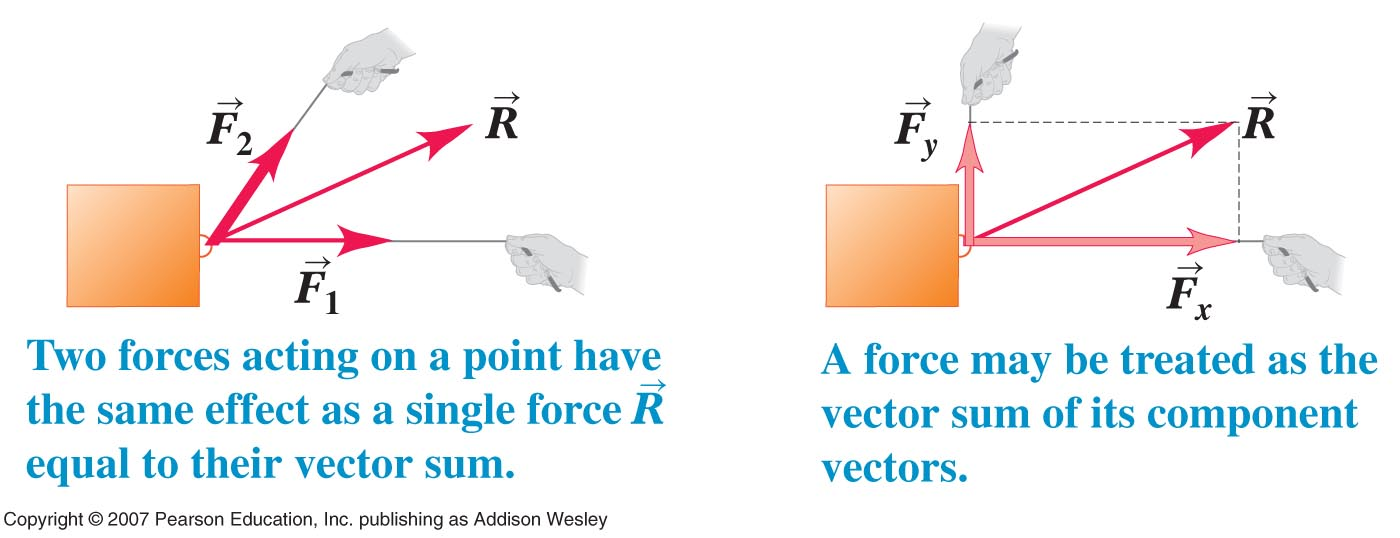 F⃗₂
R⃗
F⃗₁
Two forces acting on a point have
the same effect as a single force R⃗
equal to their vector sum.
F⃗y
R⃗
F⃗x
A force may be treated as the
vector sum of its component
vectors.
Copyright © 2007 Pearson Education, Inc. publishing as Addison Wesley